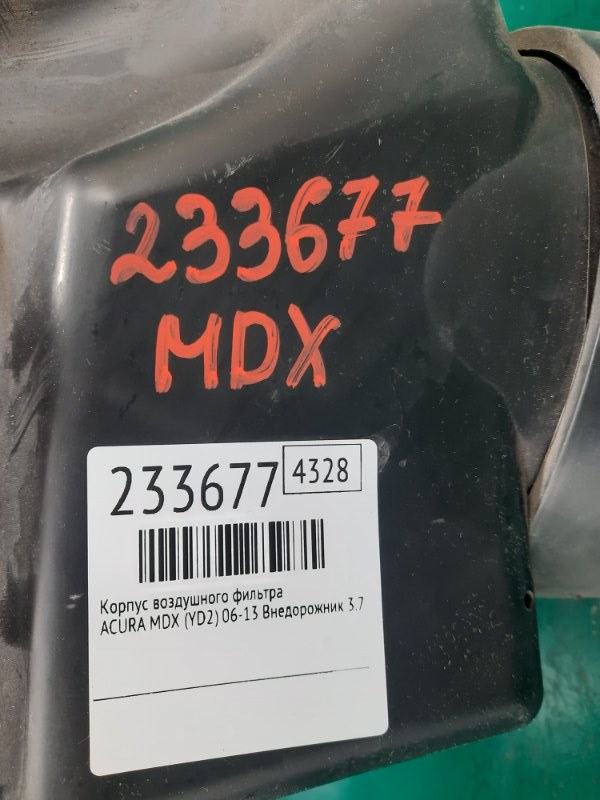 233677
MDX
233677 4328
Корпус воздушного фильтра
ACURA MDX (YD2) 06-13 Внедорожник 3.7